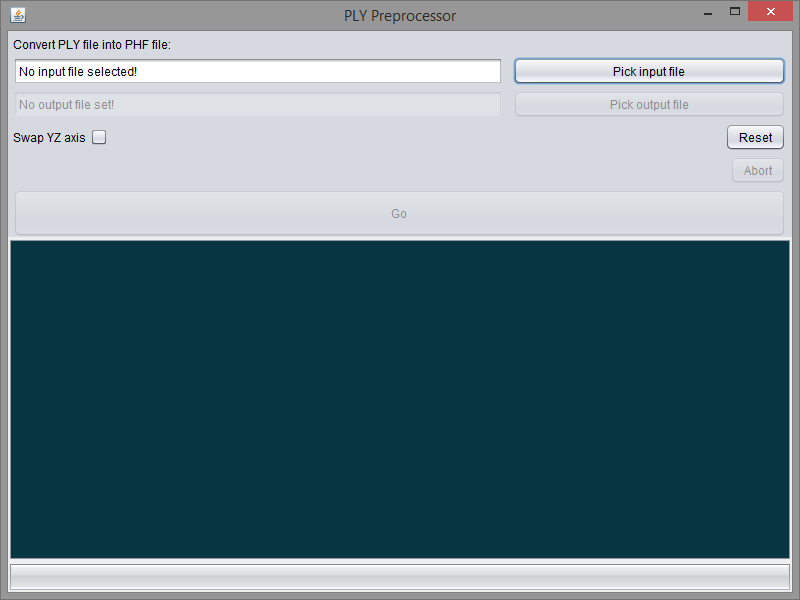 PLY Preprocessor
Convert PLY file into PHF file:
No input file selected!
Pick input file
No output file set!
Pick output file
Swap YZ axis
Reset
Abort
Go